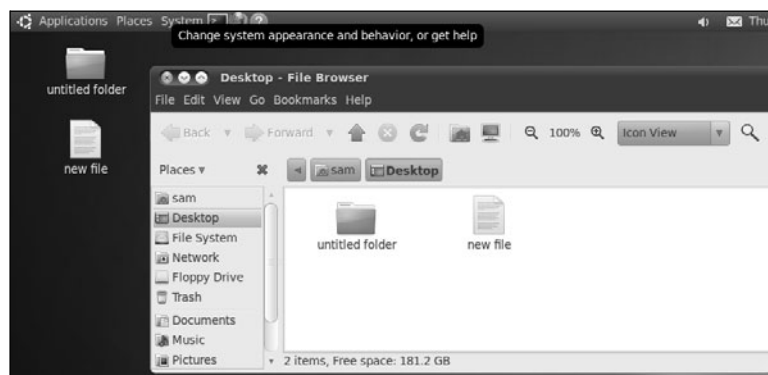 Applications Places System
Thu
Change system appearance and behavior, or get help
untitled folder
new file
Desktop - File Browser
File Edit View Go Bookmarks Help
Back Forward 100% Icon View
Places
sam Desktop
sam
Desktop
File System
Network
Floppy Drive
Trash
Documents
Music
Pictures
untitled folder
new file
2 items, Free space: 181.2 GB